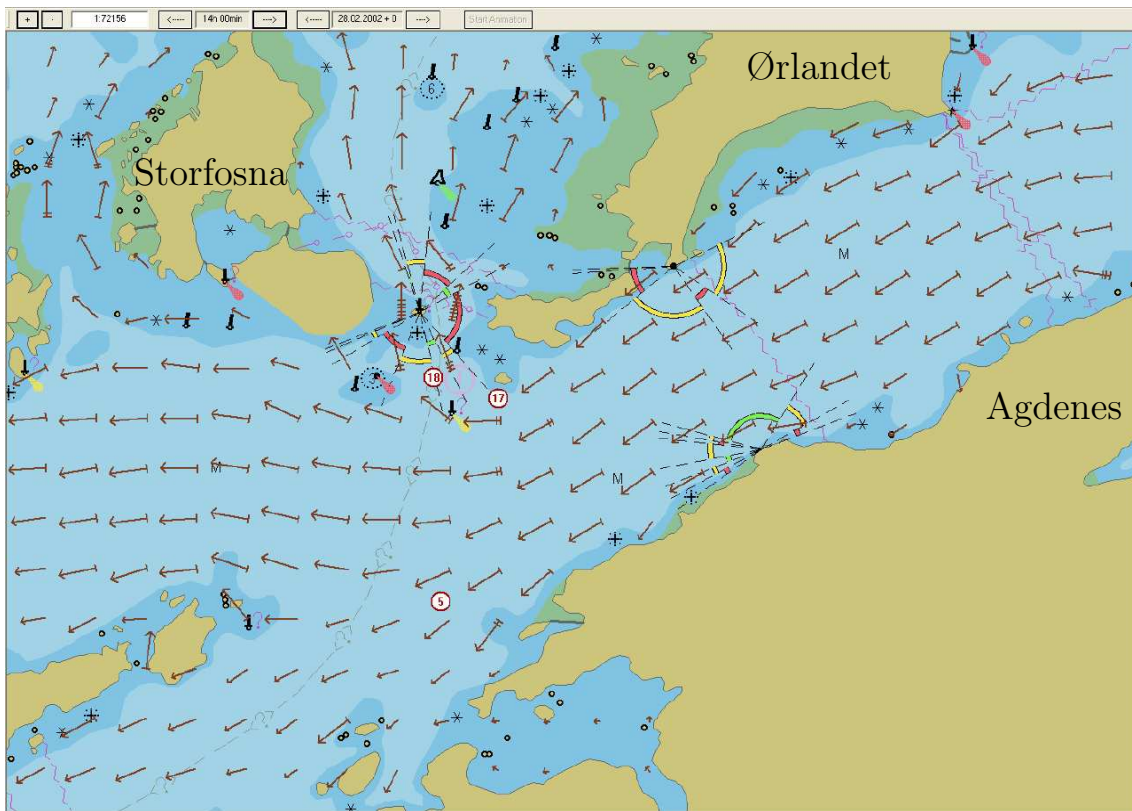 + - 1:72156 <---- 14h 00min ----> <---- 28.02.2002 + 0 ----> Start Animation
Ørlandet
6
Storfosna
M
18
17
Agdenes
M
M
5